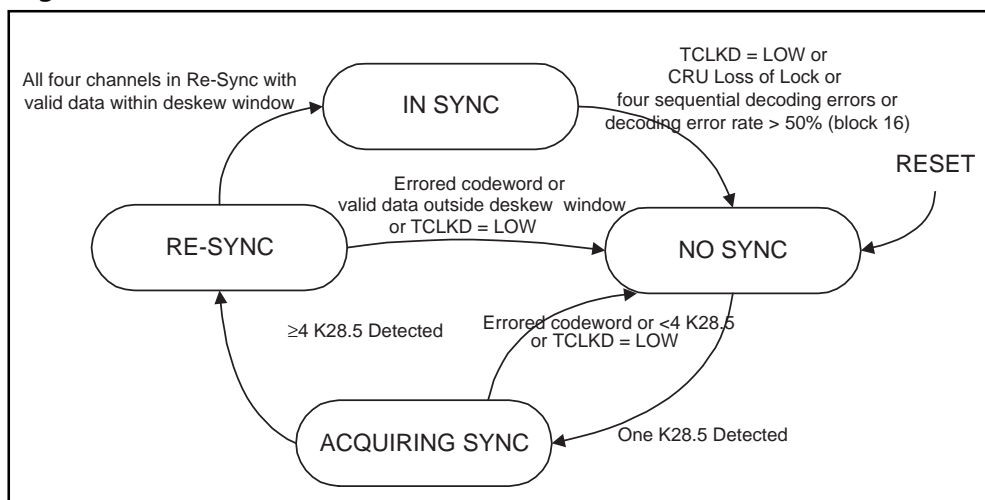 All four channels in Re-Sync with
valid data within deskew window
IN SYNC
TCLKD = LOW or
CRU Loss of Lock or
four sequential decoding errors or
decoding error rate > 50% (block 16)
RESET
Errored codeword or
valid data outside deskew window
or TCLKD = LOW
RE-SYNC
NO SYNC
≥4 K28.5 Detected
Errored codeword or <4 K28.5
or TCLKD = LOW
ACQUIRING SYNC
One K28.5 Detected